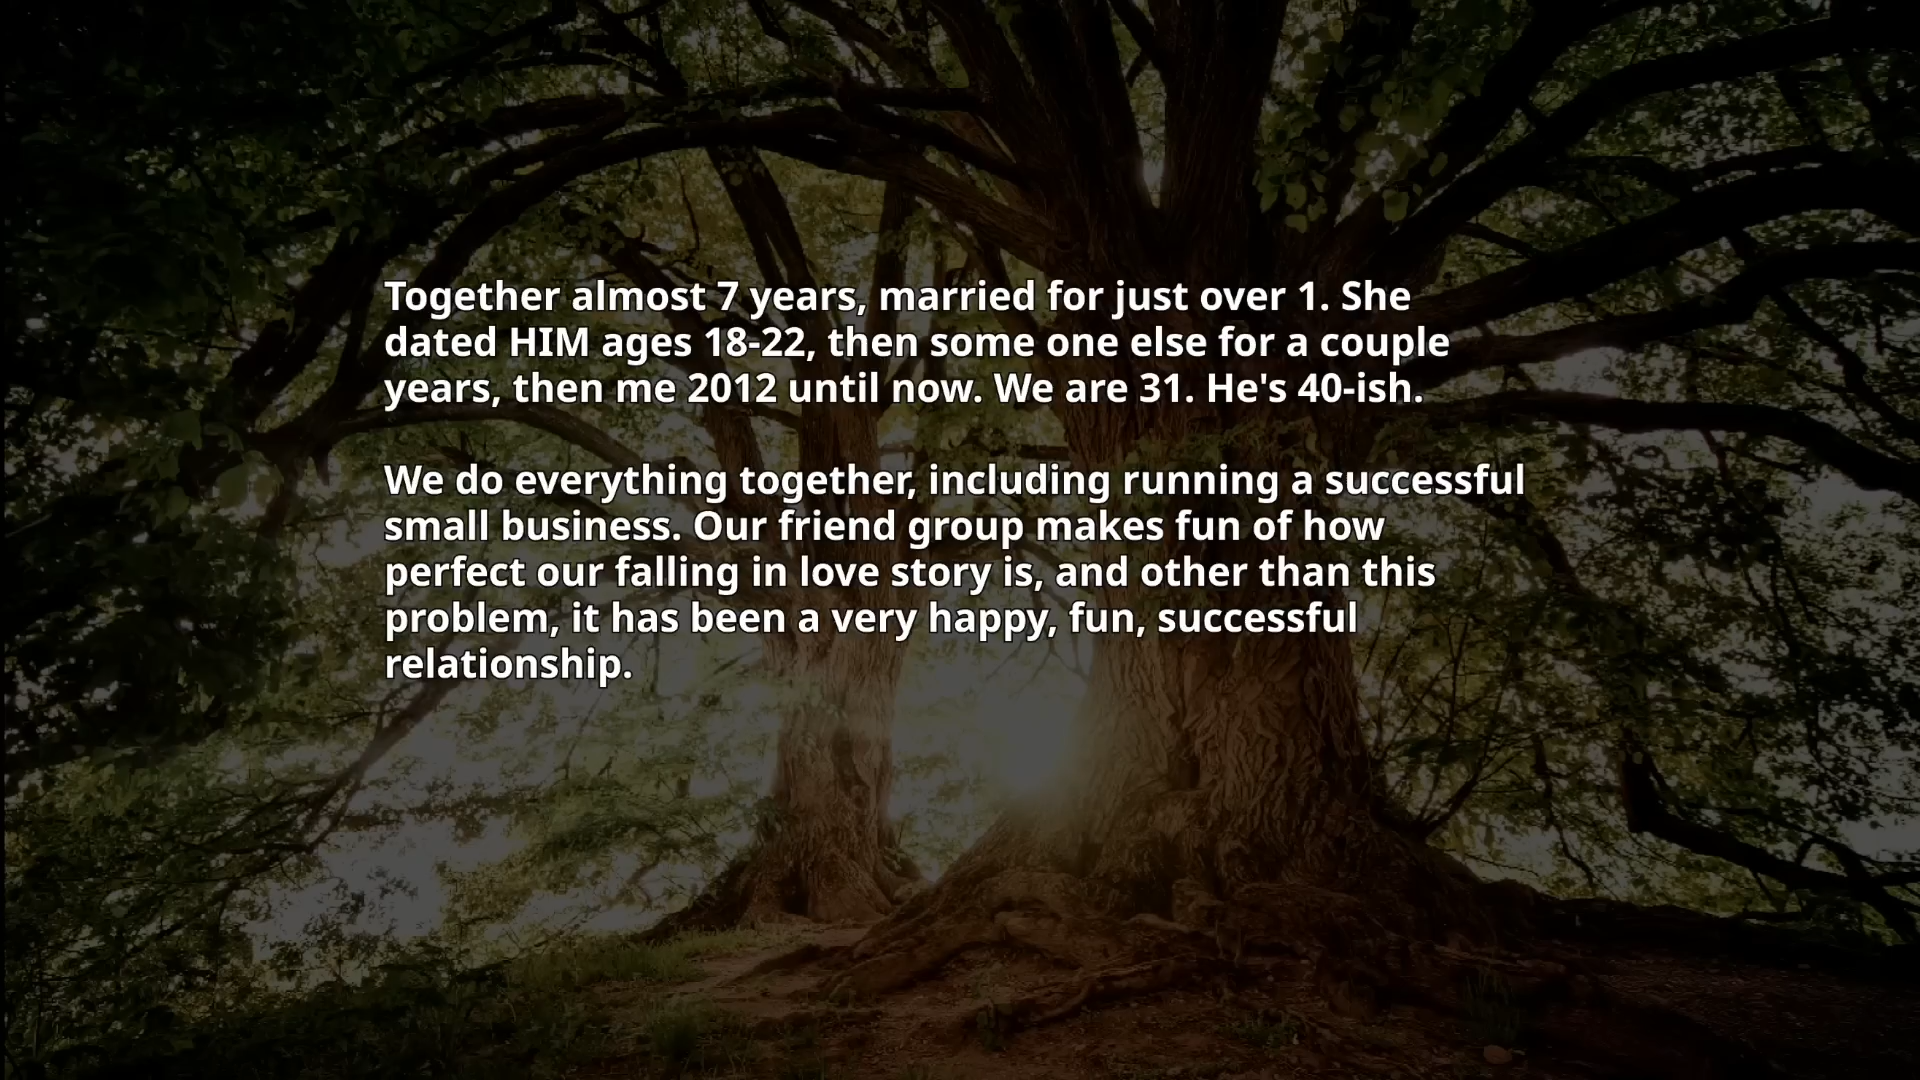 Together almost 7 years, married for just over 1. She
dated HIM ages 18-22, then some one else for a couple
years, then me 2012 until now. We are 31. He's 40-ish.
We do everything together, including running a successful
small business. Our friend group makes fun of how
perfect our falling in love story is, and other than this
problem, it has been a very happy, fun, successful
relationship.